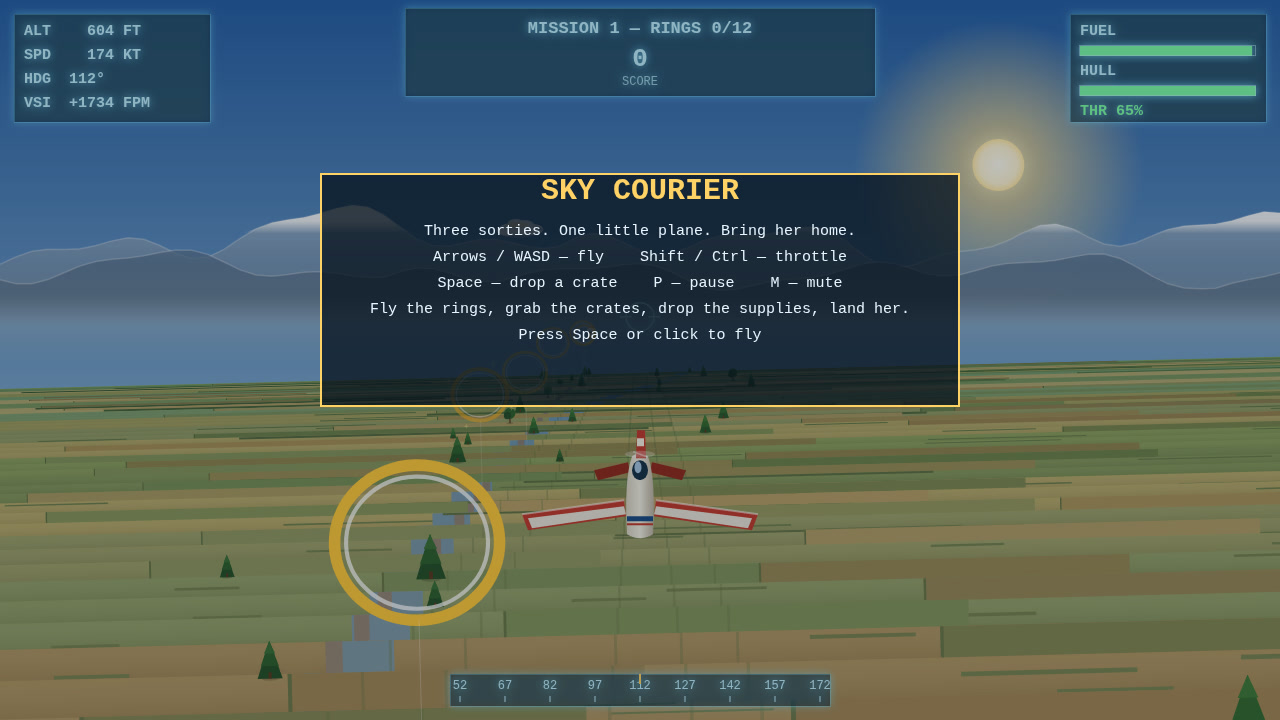 ALT 604 FT
SPD 174 KT
HDG 112°
VSI +1734 FPM
MISSION 1 — RINGS 0/12
0
SCORE
FUEL
HULL
THR 65%
SKY COURIER
Three sorties. One little plane. Bring her home.
Arrows / WASD — fly Shift / Ctrl — throttle
Space — drop a crate P — pause M — mute
Fly the rings, grab the crates, drop the supplies, land her.
Press Space or click to fly
52 67 82 97 112 127 142 157 172